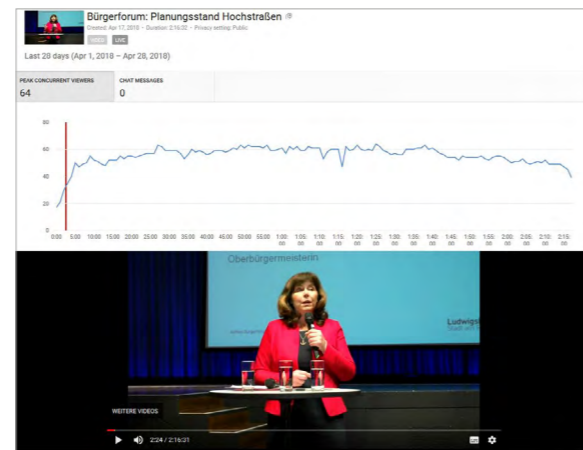 Bürgerforum: Planungsstand Hochstraßen
Created: Apr 17, 2018 • Duration: 2:16:32 • Privacy setting: Public
VIDEO LIVE
Last 28 days (Apr 1, 2018 – Apr 28, 2018)
PEAK CONCURRENT VIEWERS
64
CHAT MESSAGES
0
80
60
40
20
0
0:00 5:00 10:00 15:00 20:00 25:00 30:00 35:00 40:00 45:00 50:00 55:00 1:00:00 1:05:00 1:10:00 1:15:00 1:20:00 1:25:00 1:30:00 1:35:00 1:40:00 1:45:00 1:50:00 1:55:00 2:00:00 2:05:00 2:10:00 2:15:00
Oberbürgermeisterin
Ludwigs
WEITERE VIDEOS
2:24 / 2:16:31